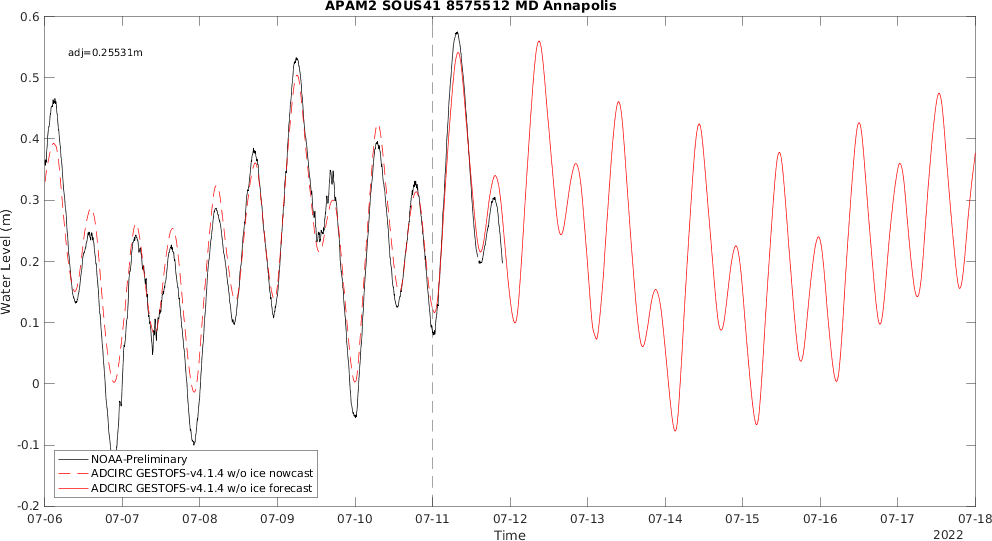 APAM2 SOUS41 8575512 MD Annapolis
adj=0.25531m
0.6
0.5
0.4
0.3
0.2
0.1
0
-0.1
-0.2
Water Level (m)
NOAA-Preliminary
ADCIRC GESTOFS-v4.1.4 w/o ice nowcast
ADCIRC GESTOFS-v4.1.4 w/o ice forecast
07-06 07-07 07-08 07-09 07-10 07-11 07-12 07-13 07-14 07-15 07-16 07-17 07-18
Time
2022